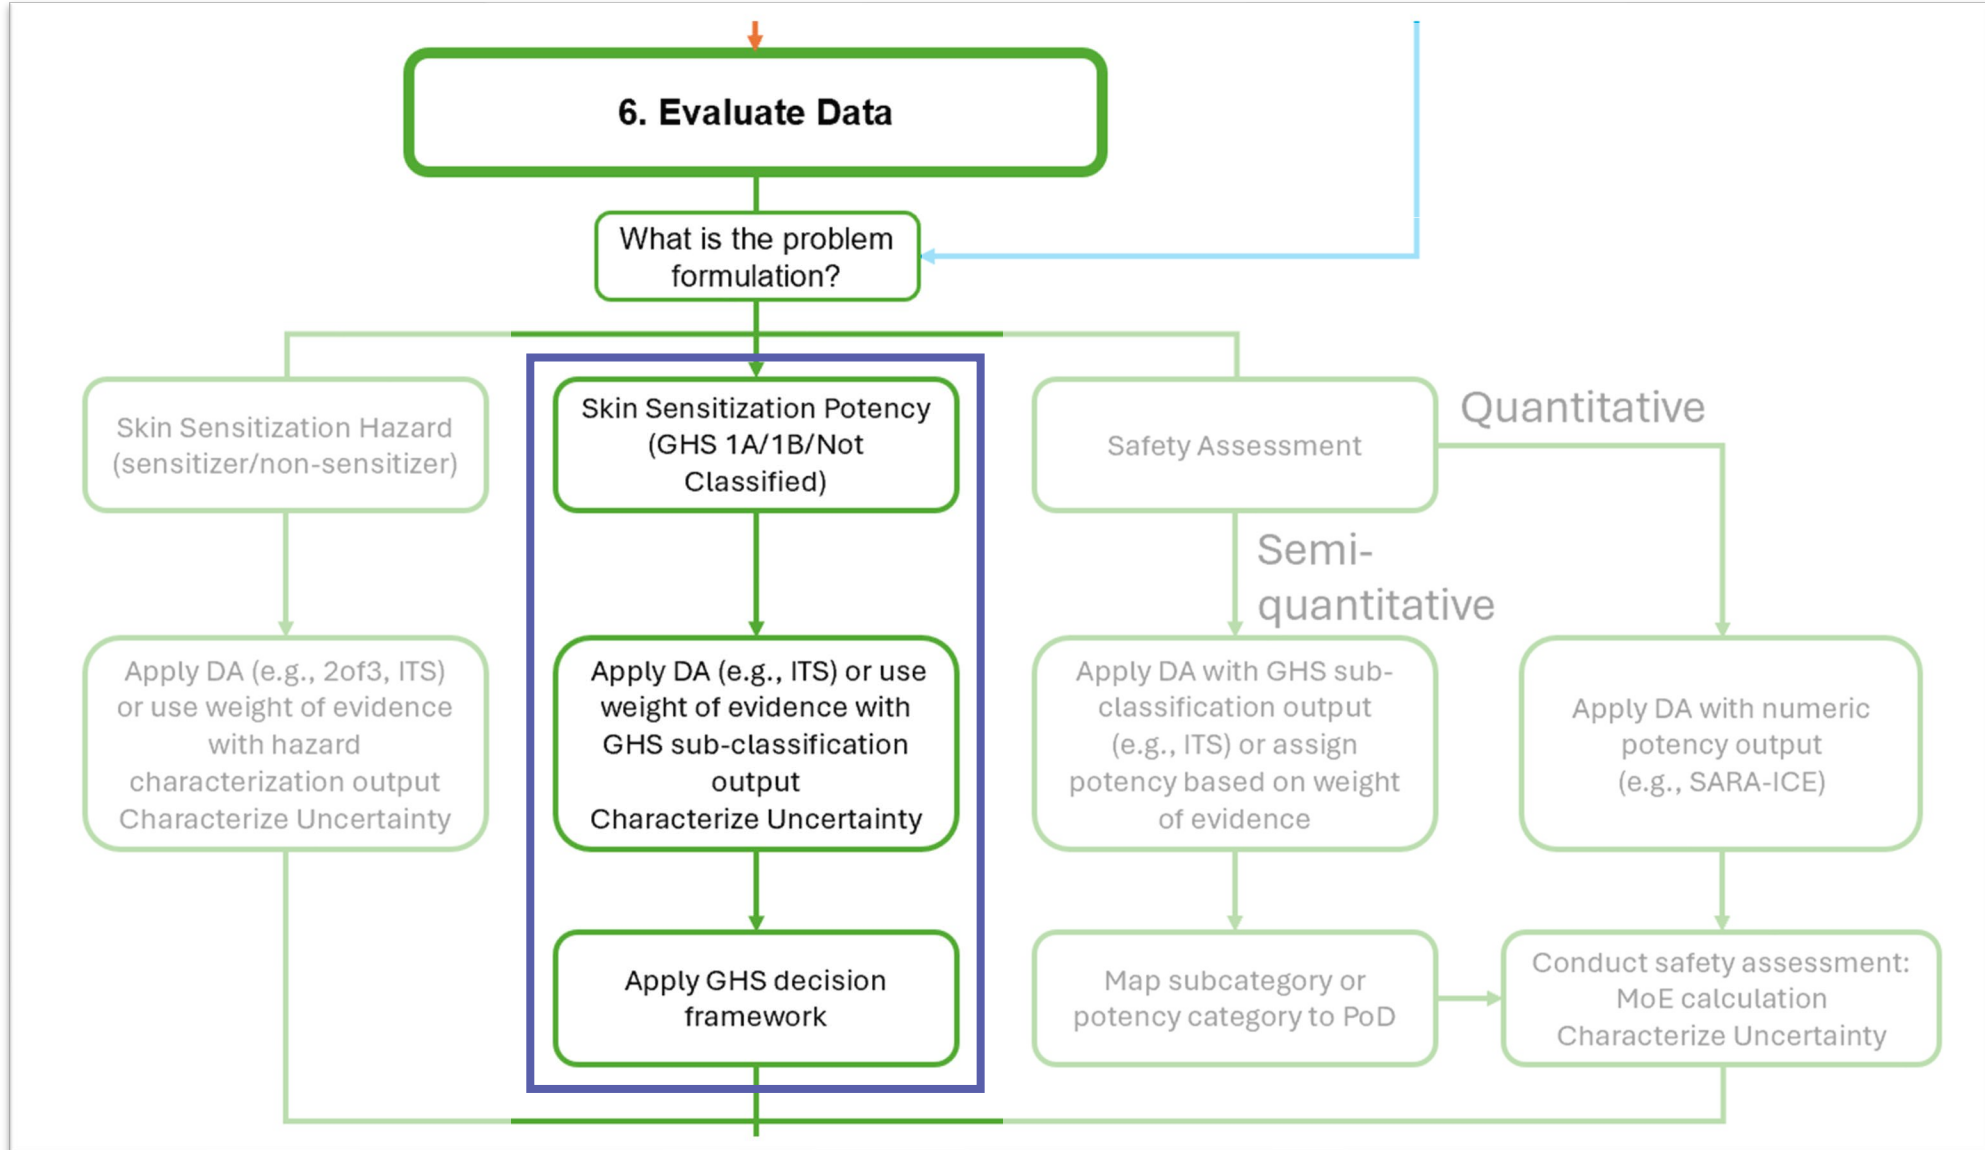 6. Evaluate Data
What is the problem
formulation?
Skin Sensitization Hazard
(sensitizer/non-sensitizer)
Skin Sensitization Potency
(GHS 1A/1B/Not
Classified)
Safety Assessment
Quantitative
Semi-
quantitative
Apply DA (e.g., 2of3, ITS)
or use weight of evidence
with hazard
characterization output
Characterize Uncertainty
Apply DA (e.g., ITS) or use
weight of evidence with
GHS sub-classification
output
Characterize Uncertainty
Apply DA with GHS sub-
classification output
(e.g., ITS) or assign
potency based on weight
of evidence
Apply DA with numeric
potency output
(e.g., SARA-ICE)
Apply GHS decision
framework
Map subcategory or
potency category to PoD
Conduct safety assessment:
MoE calculation
Characterize Uncertainty